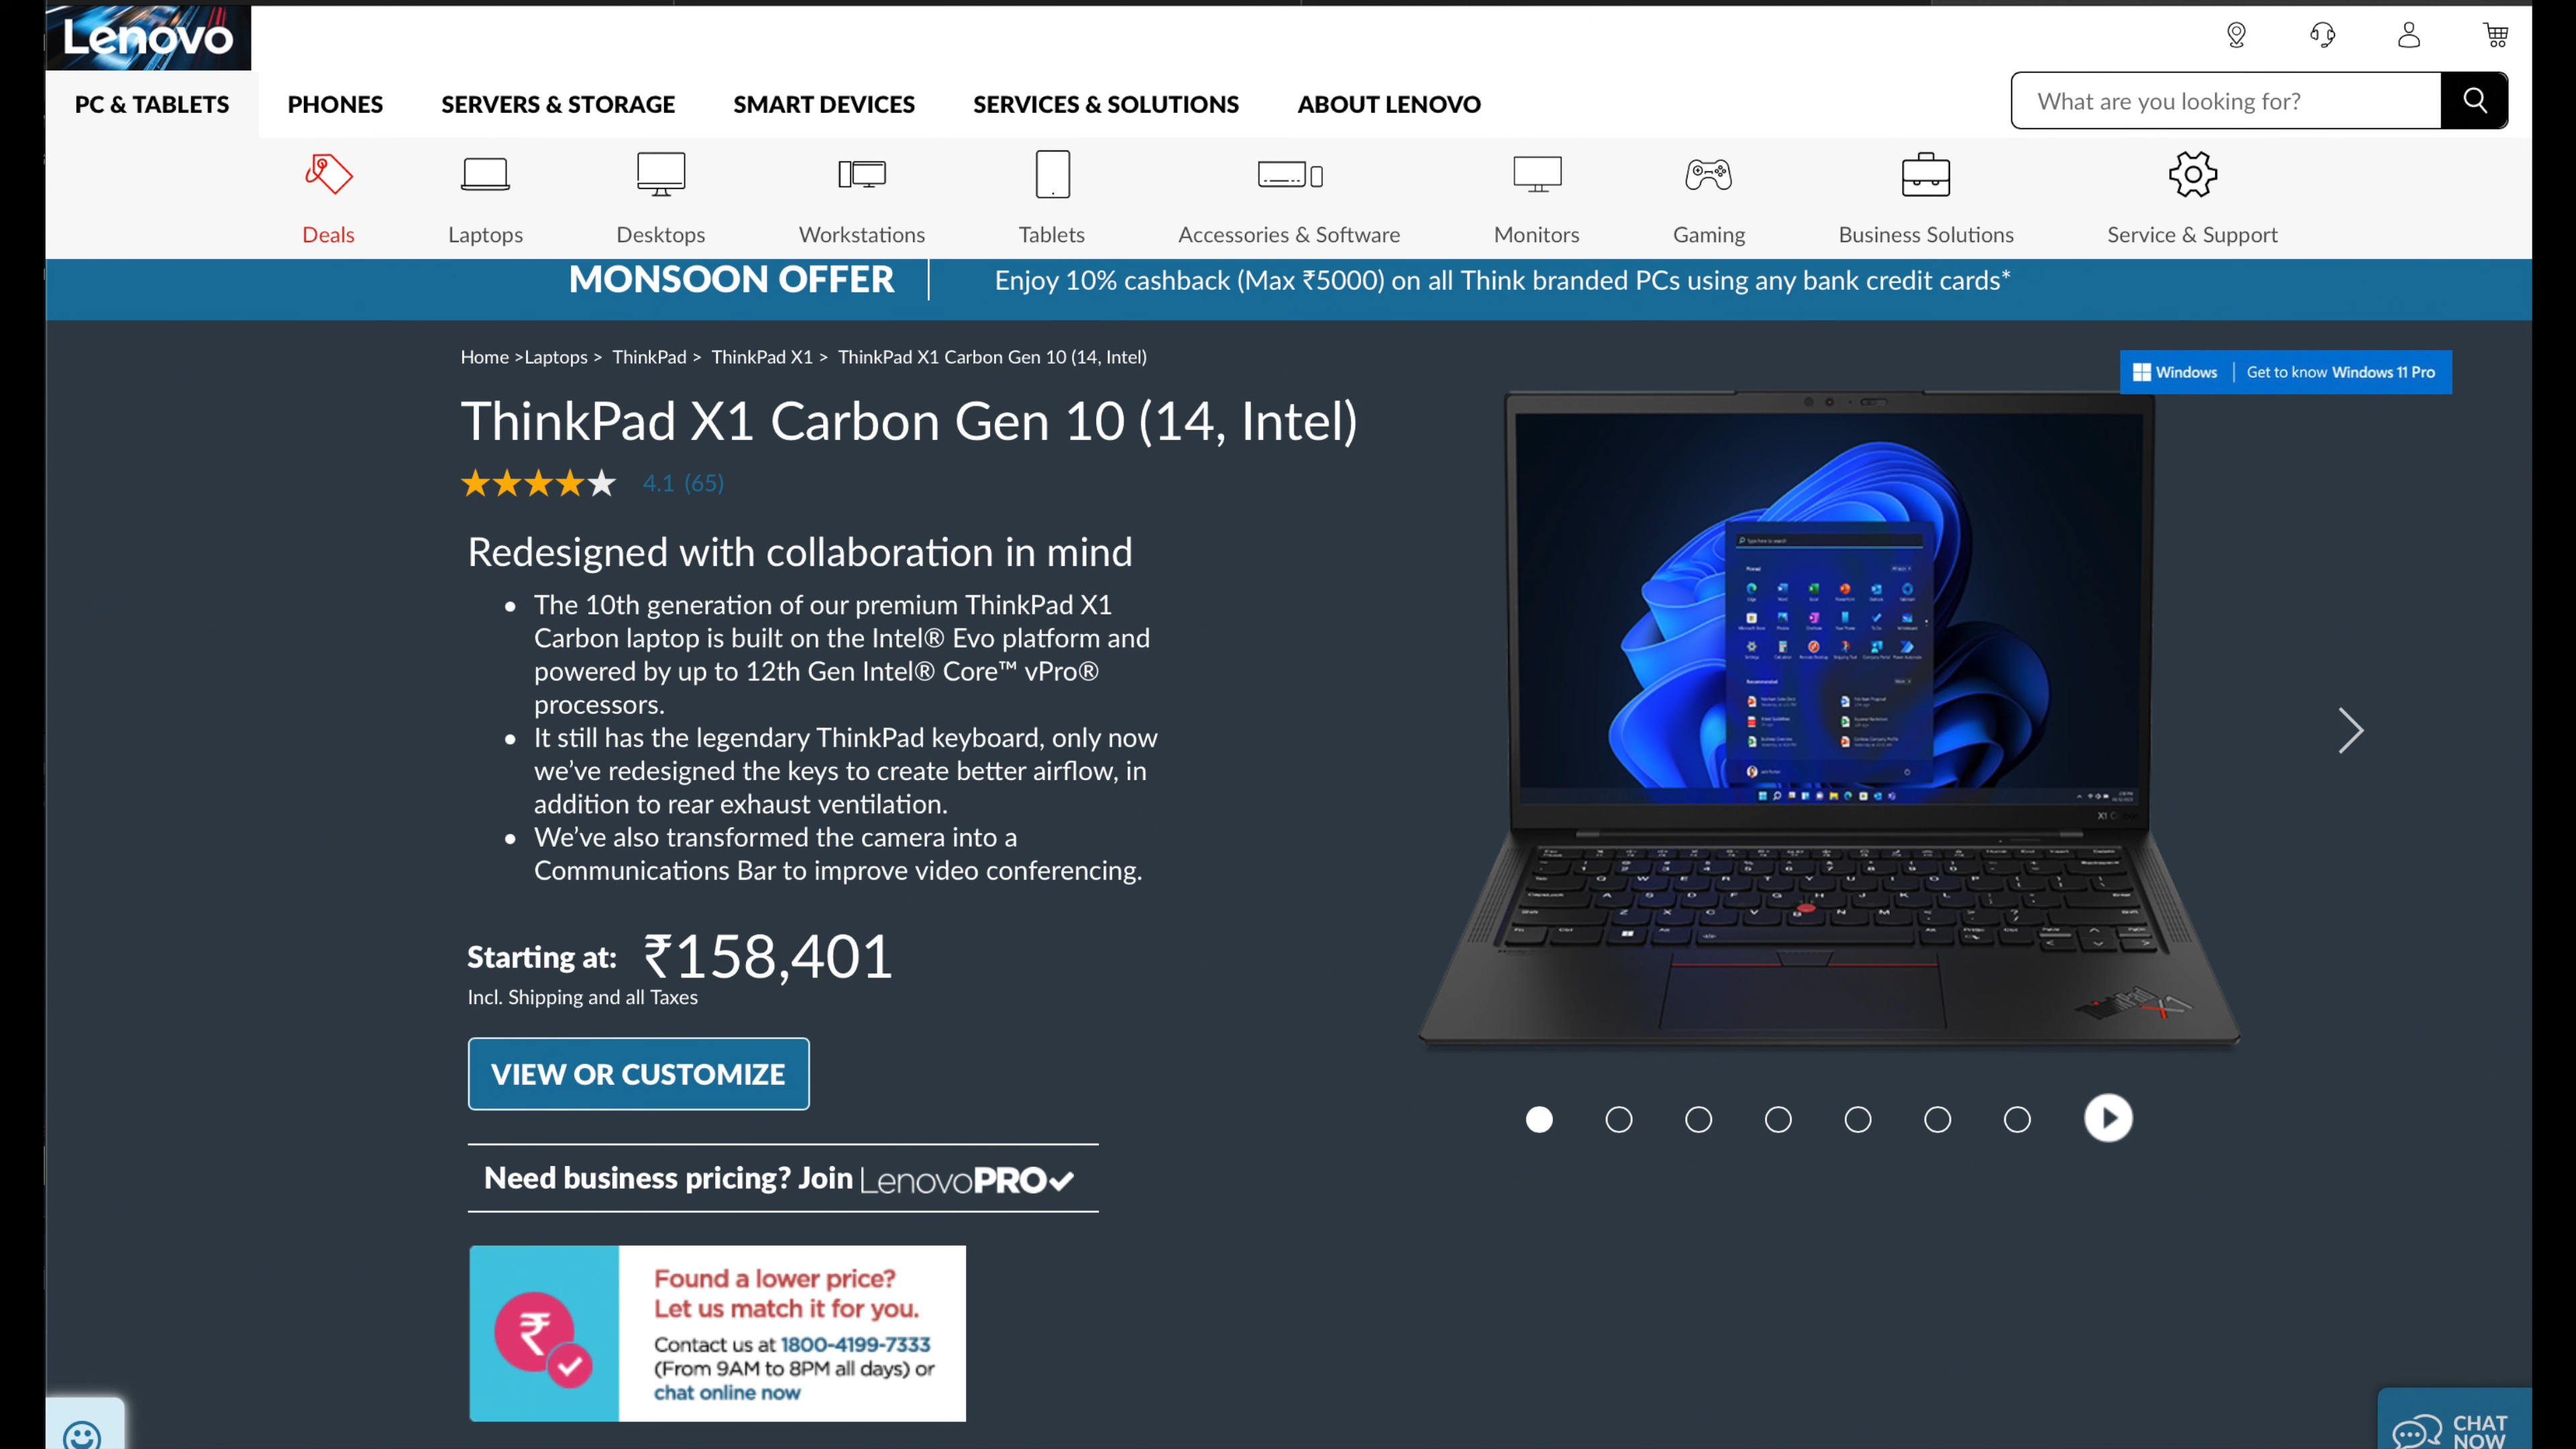 Lenovo
PC & TABLETS
PHONES
SERVERS & STORAGE
SMART DEVICES
SERVICES & SOLUTIONS
ABOUT LENOVO
What are you looking for?
Deals
Laptops
Desktops
Workstations
Tablets
Accessories & Software
Monitors
Gaming
Business Solutions
Service & Support
MONSOON OFFER
Enjoy 10% cashback (Max ₹5000) on all Think branded PCs using any bank credit cards*
Home >Laptops > ThinkPad > ThinkPad X1 > ThinkPad X1 Carbon Gen 10 (14, Intel)
Windows | Get to know Windows 11 Pro
ThinkPad X1 Carbon Gen 10 (14, Intel)
4.1 (65)
Redesigned with collaboration in mind
• The 10th generation of our premium ThinkPad X1
Carbon laptop is built on the Intel® Evo platform and
powered by up to 12th Gen Intel® Core™ vPro®
processors.
• It still has the legendary ThinkPad keyboard, only now
we’ve redesigned the keys to create better airflow, in
addition to rear exhaust ventilation.
• We’ve also transformed the camera into a
Communications Bar to improve video conferencing.
Starting at: ₹158,401
Incl. Shipping and all Taxes
VIEW OR CUSTOMIZE
Need business pricing? Join LenovoPRO
Found a lower price?
Let us match it for you.
Contact us at 1800-4199-7333
(From 9AM to 8PM all days) or
chat online now
CHAT
NOW